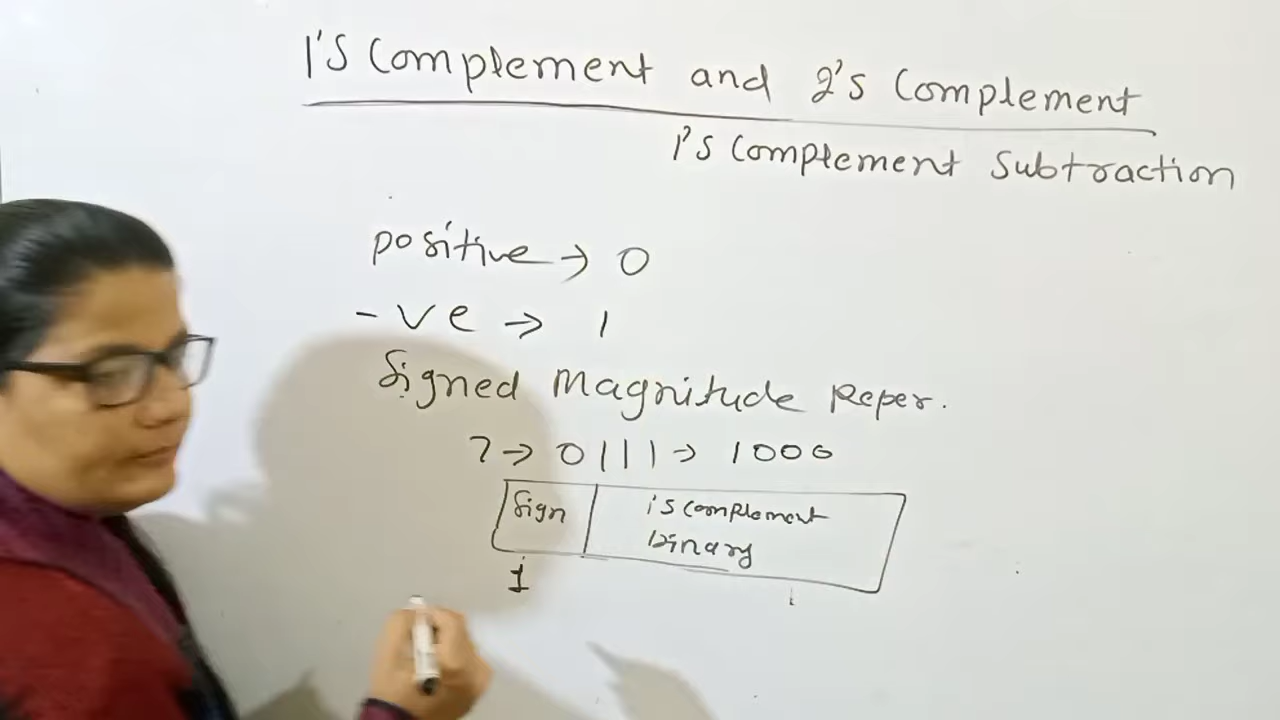 1's Complement and 2's Complement
1's Complement Subtraction
positive → 0
-ve → 1
Signed Magnitude Reper.
7 → 0111 → 1000
Sign
1's complement
binary
1